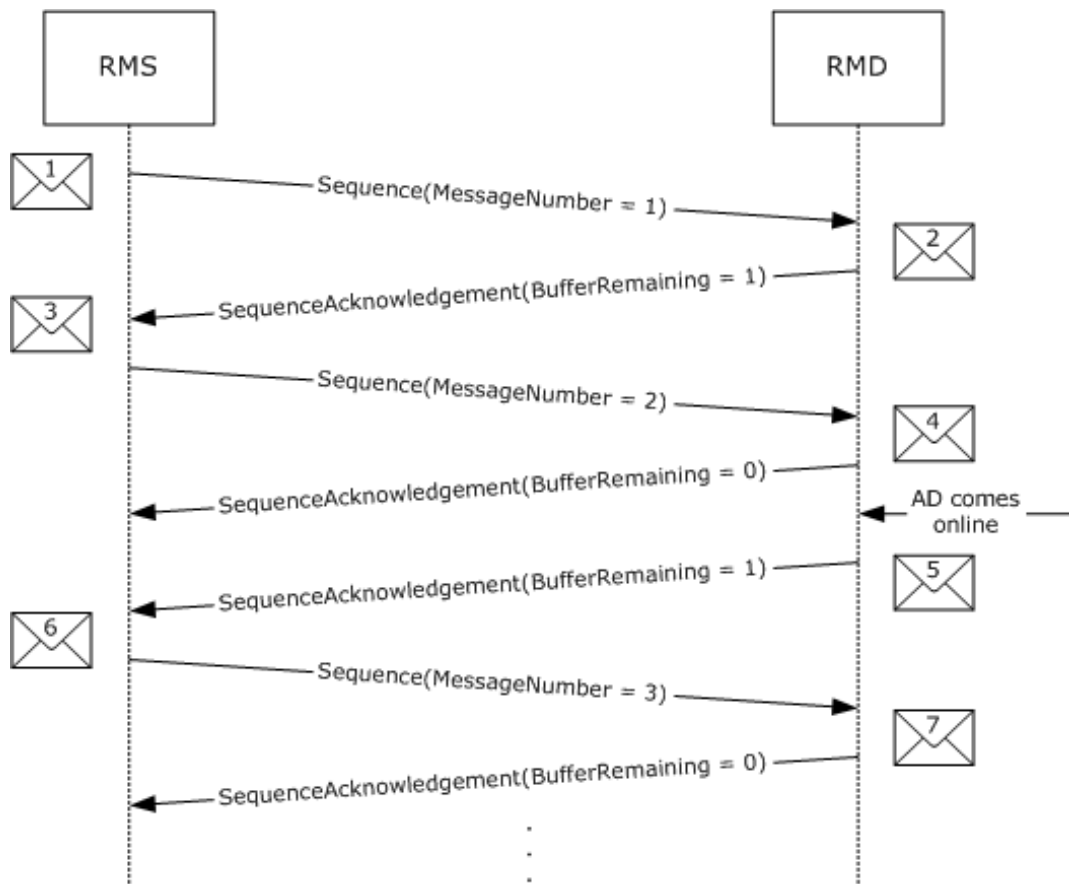 RMS
RMD
1
Sequence(MessageNumber = 1)
2
SequenceAcknowledgement(BufferRemaining = 1)
3
Sequence(MessageNumber = 2)
4
SequenceAcknowledgement(BufferRemaining = 0)
AD comes
online
SequenceAcknowledgement(BufferRemaining = 1)
5
6
Sequence(MessageNumber = 3)
7
SequenceAcknowledgement(BufferRemaining = 0)